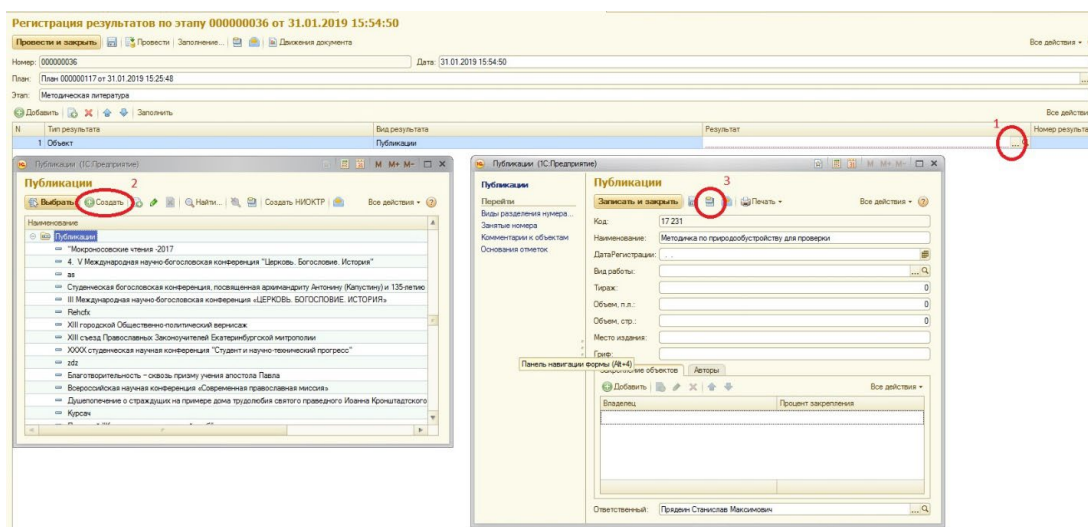 Регистрация результатов по этапу 000000036 от 31.01.2019 15:54:50
Провести и закрыть Провести Заполнение... Движения документа Все действия
Номер: 000000036 Дата: 31.01.2019 15:54:50
План: План 000000117 от 31.01.2019 15:25:48 ...
Этап: Методическая литература
Добавить Заполнить Все действи
N Тип результата Вид результата Результат 1 Номер результа
1 Объект Публикации ...
Публикации (1С:Предприятие) M M+ M-
Публикации 2
Выбрать Создать Найти... Создать НИОКТР Все действия
Наименование
Публикации
"Мокроносовские чтения -2017
4. V Международная научно-богословская конференция "Церковь. Богословие. История"
as
Студенческая богословская конференция, посвященная архимандриту Антонину (Капустину) и 135-летию
III Международная научно-богословская конференция «ЦЕРКОВЬ. БОГОСЛОВИЕ. ИСТОРИЯ»
Rehcfx
XIII городской Общественно-политический вернисаж
XIII съезд Православных Законоучителей Екатеринбургской митрополии
XXXX студенческая научная конференция "Студент и научно-технический прогресс"
zdz
Благотворительность – сквозь призму учения апостола Павла
Всероссийская научная конференция «Современная православная миссия»
Душепопечение о страждущих на примере дома трудолюбия святого праведного Иоанна Кронштадтского
Курсач
Публикации (1С:Предприятие) M M+ M-
Публикации
Перейти
Виды разделения нумера...
Занятые номера
Комментарии к объектам
Основания отметок
Публикации 3
Записать и закрыть Печать Все действия
Код: 17 231
Наименование: Методичка по природообустройству для проверки
ДатаРегистрации: . .
Вид работы: ...
Тираж: 0
Объем, п.л.: 0
Объем, стр.: 0
Место издания:
Гриф:
Панель навигации формы (Alt+4)
Закрепление объектов Авторы
Добавить Все действия
Владелец Процент закрепления
Ответственный: Прядеин Станислав Максимович ...